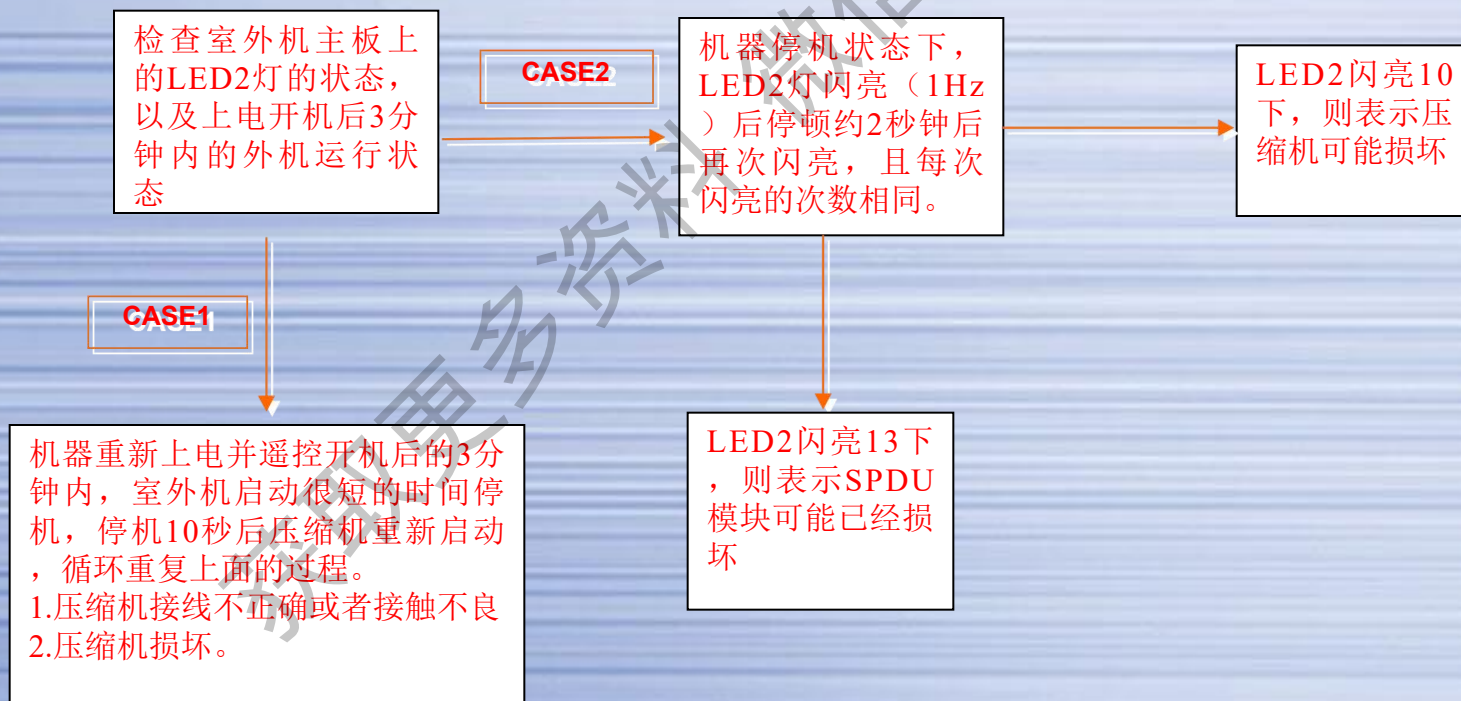 检查室外机主板上
的LED2灯的状态，
以及上电开机后3分
钟内的外机运行状
态
CASE2
机器停机状态下，
LED2灯闪亮（1Hz
）后停顿约2秒钟后
再次闪亮，且每次
闪亮的次数相同。
LED2闪亮10
下，则表示压
缩机可能损坏
CASE1
机器重新上电并遥控开机后的3分
钟内，室外机启动很短的时间停
机，停机10秒后压缩机重新启动
，循环重复上面的过程。
1.压缩机接线不正确或者接触不良
2.压缩机损坏。
LED2闪亮13下
，则表示SPDU
模块可能已经损
坏
获取更多资料 微信